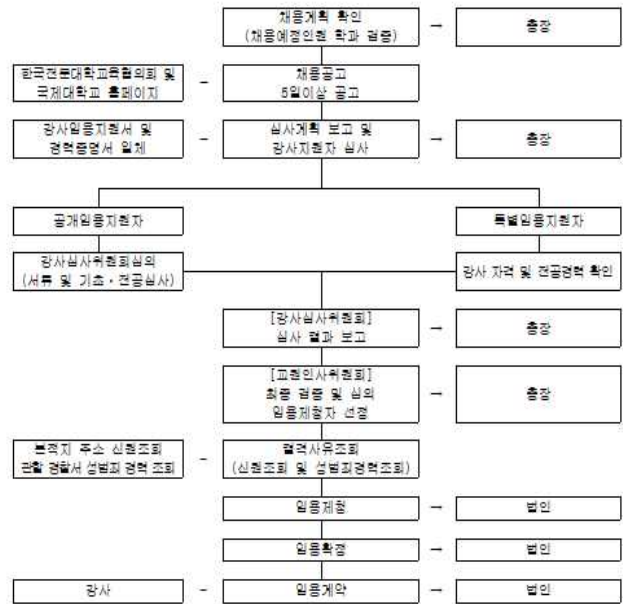 채용계획 확인
(채용예정인원 학과 검증)
→
총장
한국전문대학교육협의회 및
국제대학교 홈페이지
-
채용공고
5일이상 공고
강사임용지원서 및
경력증명서 일체
-
심사계획 보고 및
강사지원자 심사
→
총장
공개임용지원자
특별임용지원자
강사심사위원회심의
(서류 및 기초·전공심사)
강사 자격 및 전공경력 확인
[강사심사위원회]
심사 결과 보고
→
총장
[교원인사위원회]
최종 검증 및 심의
임용제청자 선정
→
총장
본적지 주소 신원조회
관할 경찰서 성범죄 경력 조회
-
결격사유조회
(신원조회 및 성범죄경력조회)
임용제청
→
법인
임용확정
→
법인
강사
-
임용계약
→
법인